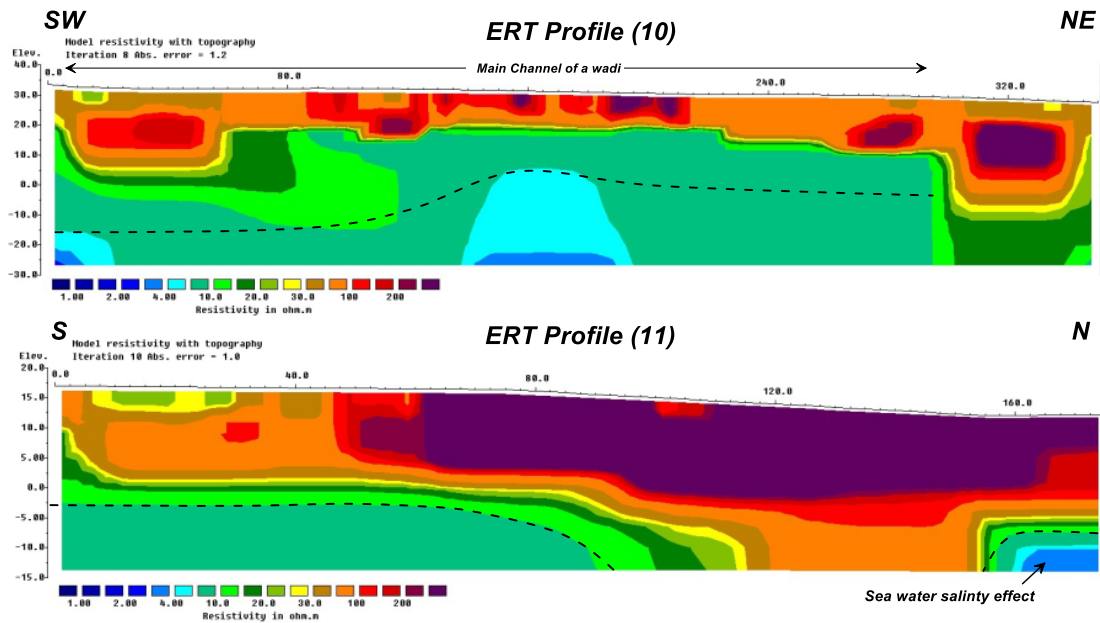 SW
ERT Profile (10)
NE
Model resistivity with topography
Elev.
Iteration 8 Abs. error = 1.2
Main Channel of a wadi
0.0 80.0 240.0 320.0
40.0
30.0
20.0
10.0
0.0
-10.0
-20.0
-30.0
1.00 2.00 4.00 10.0 20.0 30.0 100 200
Resistivity in ohm.m
S
ERT Profile (11)
N
Model resistivity with topography
Elev.
Iteration 10 Abs. error = 1.0
0.0 40.0 80.0 120.0 160.0
20.0
15.0
10.0
5.00
0.0
-5.00
-10.0
-15.0
1.00 2.00 4.00 10.0 20.0 30.0 100 200
Resistivity in ohm.m
Sea water salinty effect